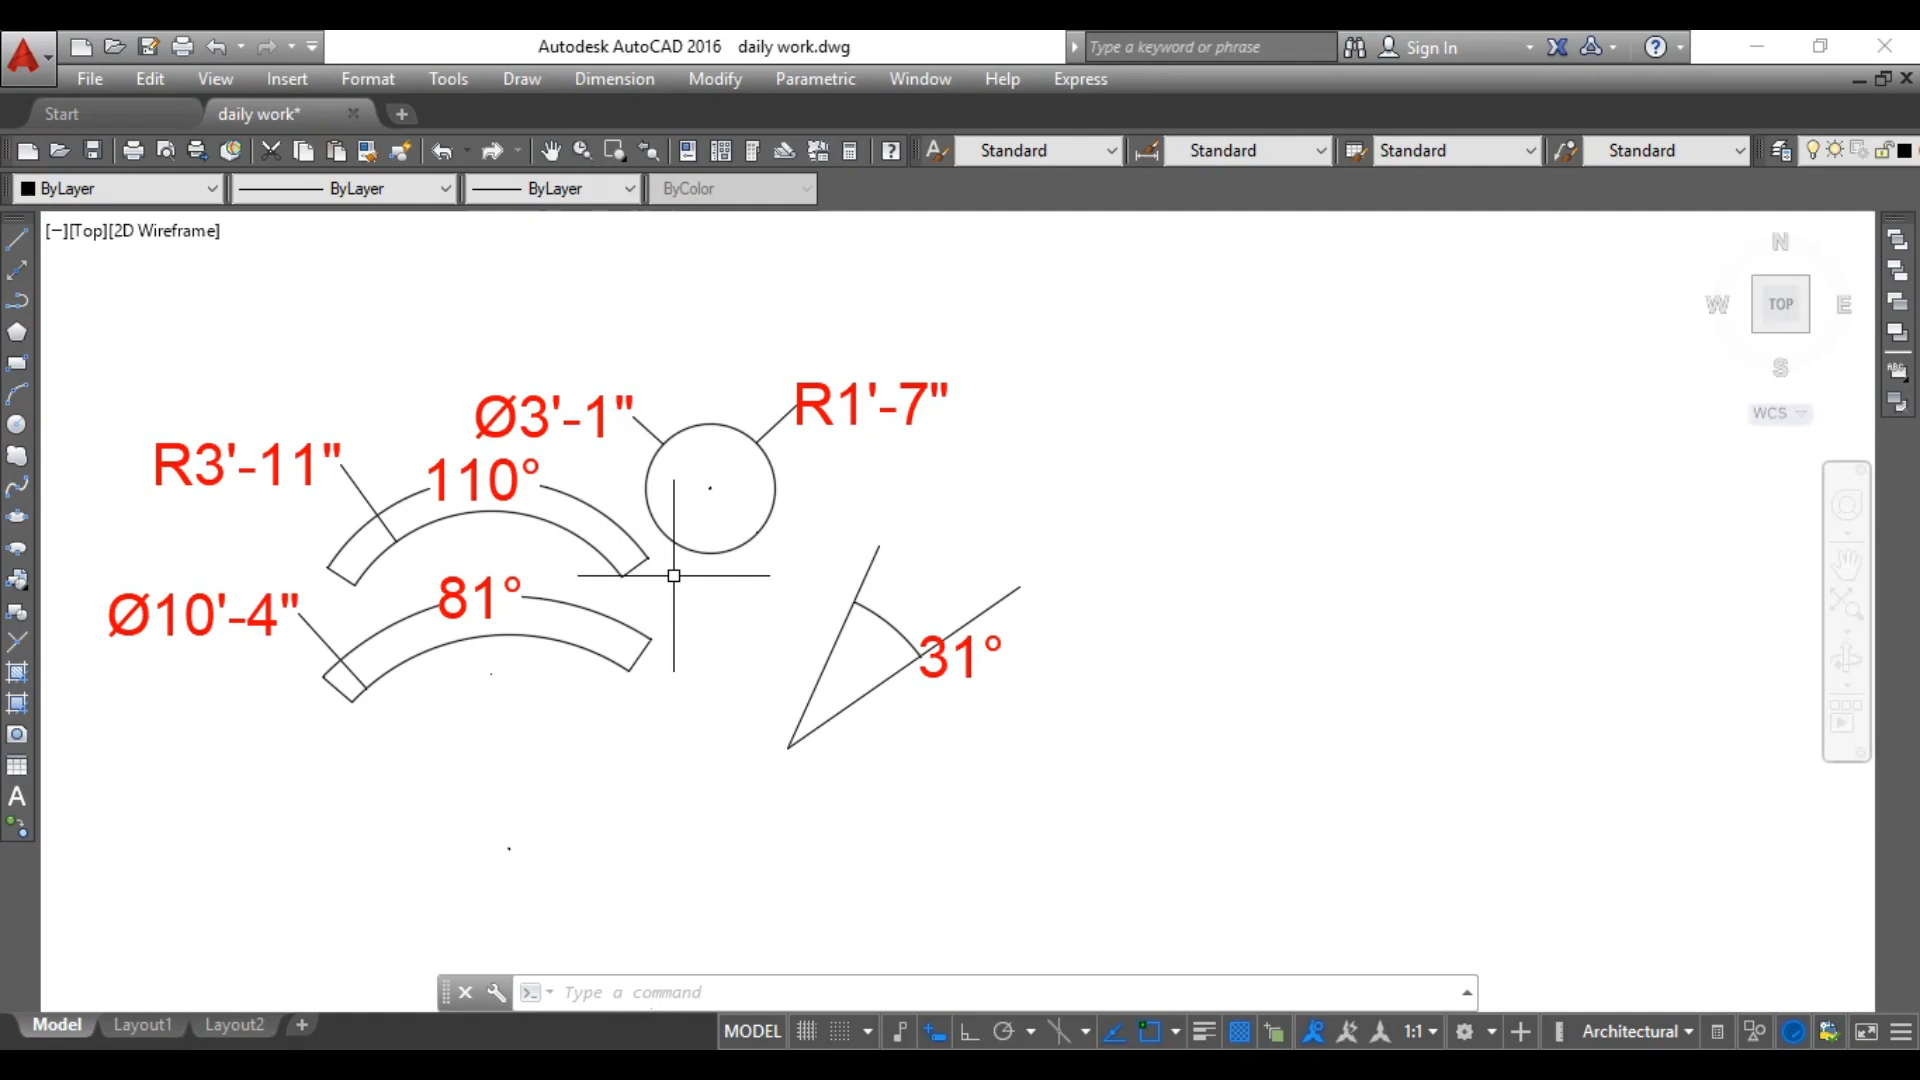 Autodesk AutoCAD 2016 daily work.dwg
Type a keyword or phrase
Sign In
File Edit View Insert Format Tools Draw Dimension Modify Parametric Window Help Express
Start daily work*
Standard Standard Standard Standard
ByLayer ByLayer ByLayer ByColor
[−][Top][2D Wireframe]
N
W TOP E
S
WCS
Ø3'-1" R1'-7"
R3'-11"
110°
81°
Ø10'-4"
31°
Type a command
Model Layout1 Layout2
MODEL 1:1 Architectural